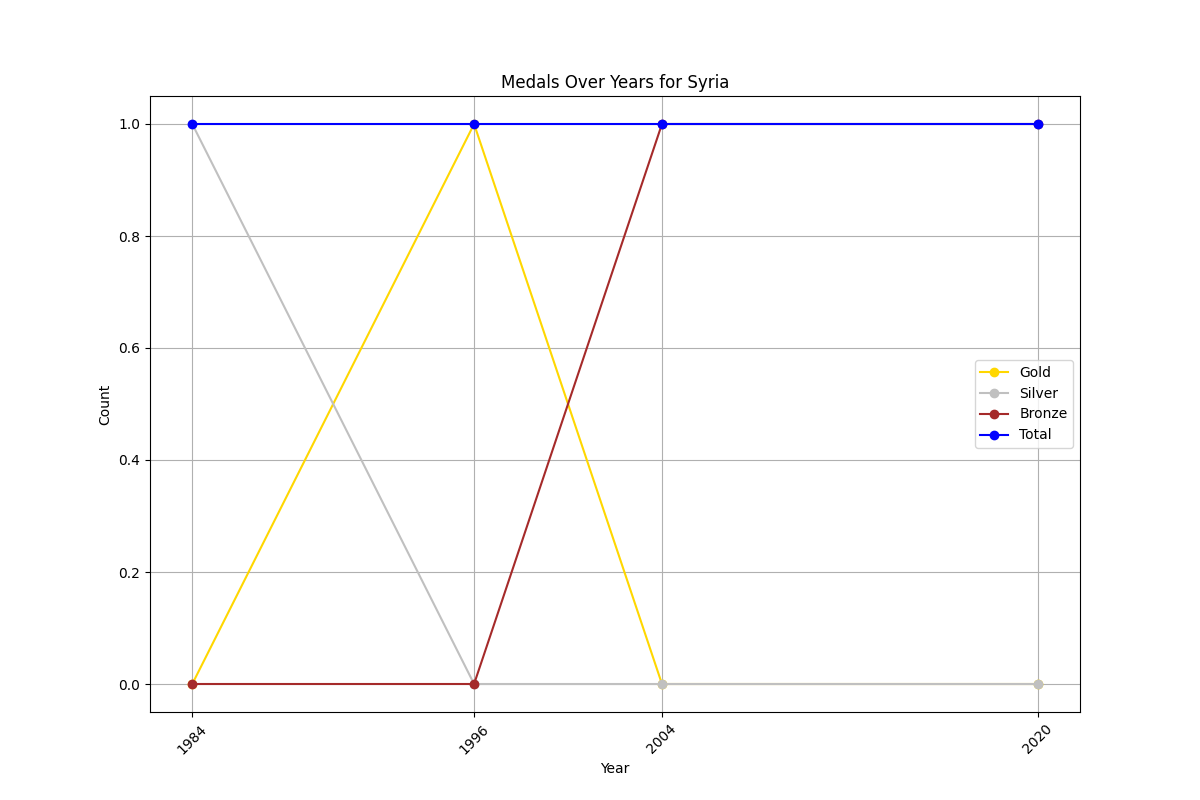 Medals Over Years for Syria
Count
1.0
0.8
0.6
0.4
0.2
0.0
Gold
Silver
Bronze
Total
1984
1996
2004
2020
Year